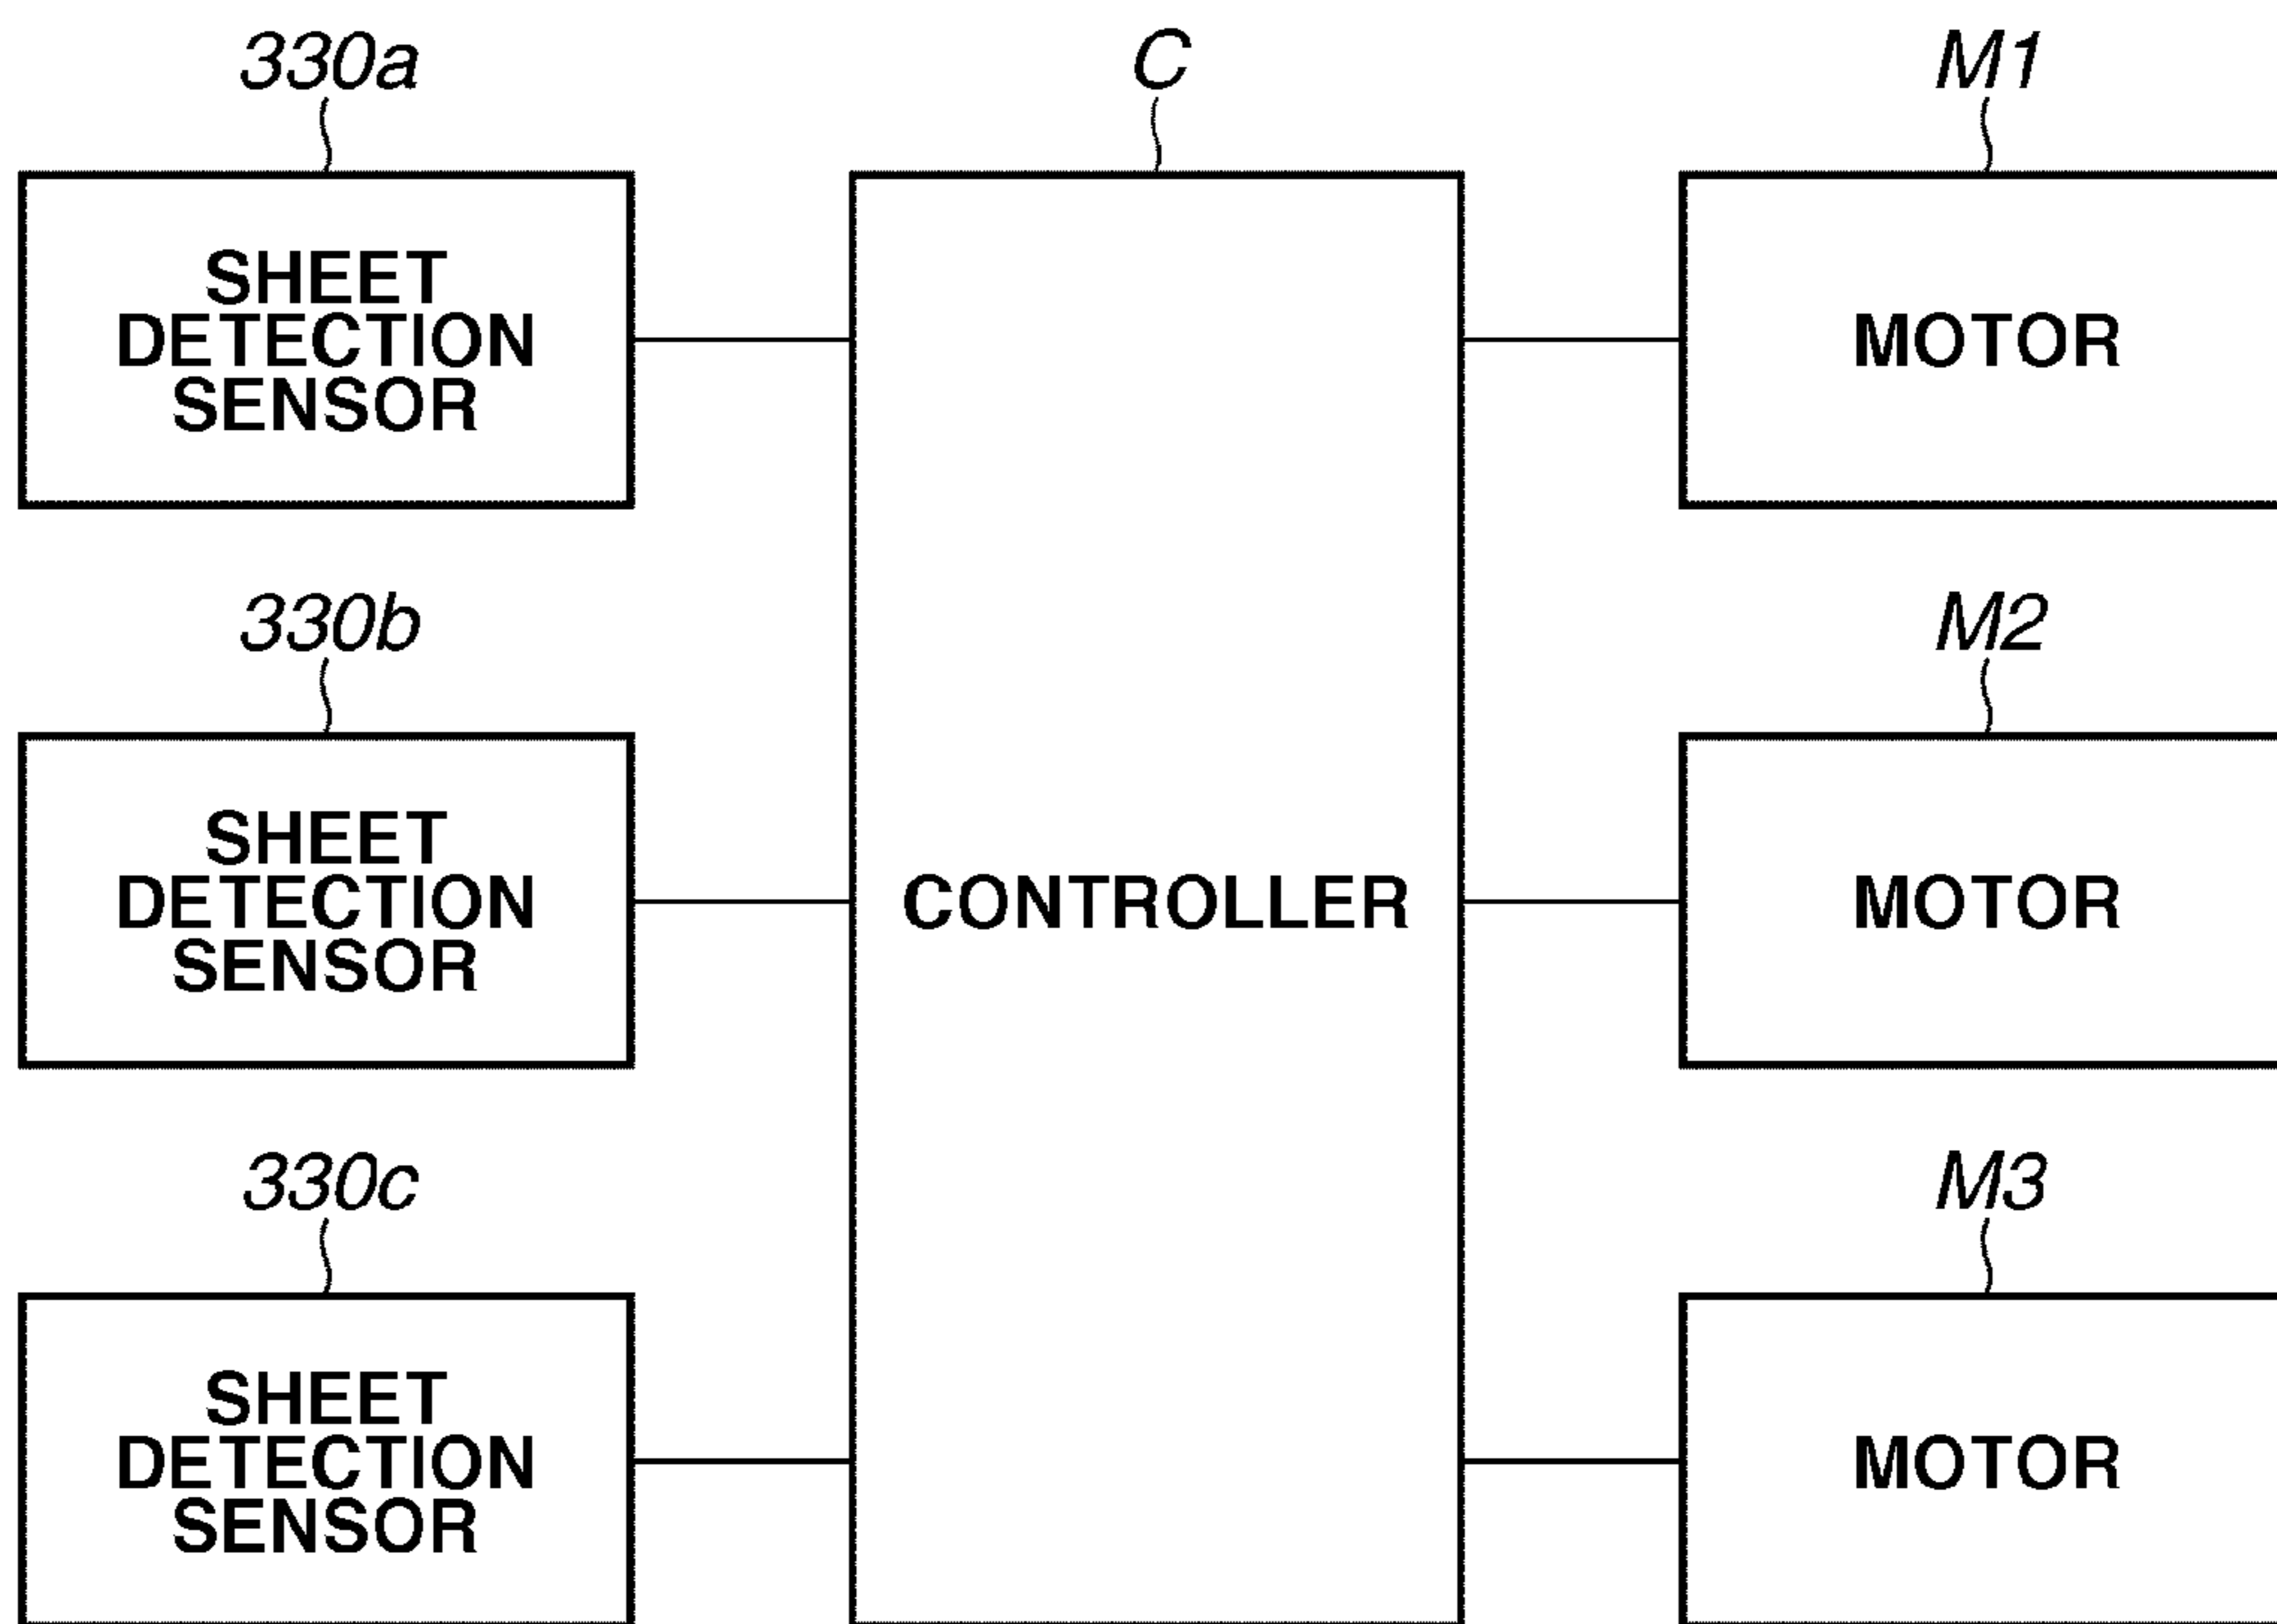 330a
C
M1
SHEET
DETECTION
SENSOR
MOTOR
330b
M2
SHEET
DETECTION
SENSOR
CONTROLLER
MOTOR
330c
M3
SHEET
DETECTION
SENSOR
MOTOR